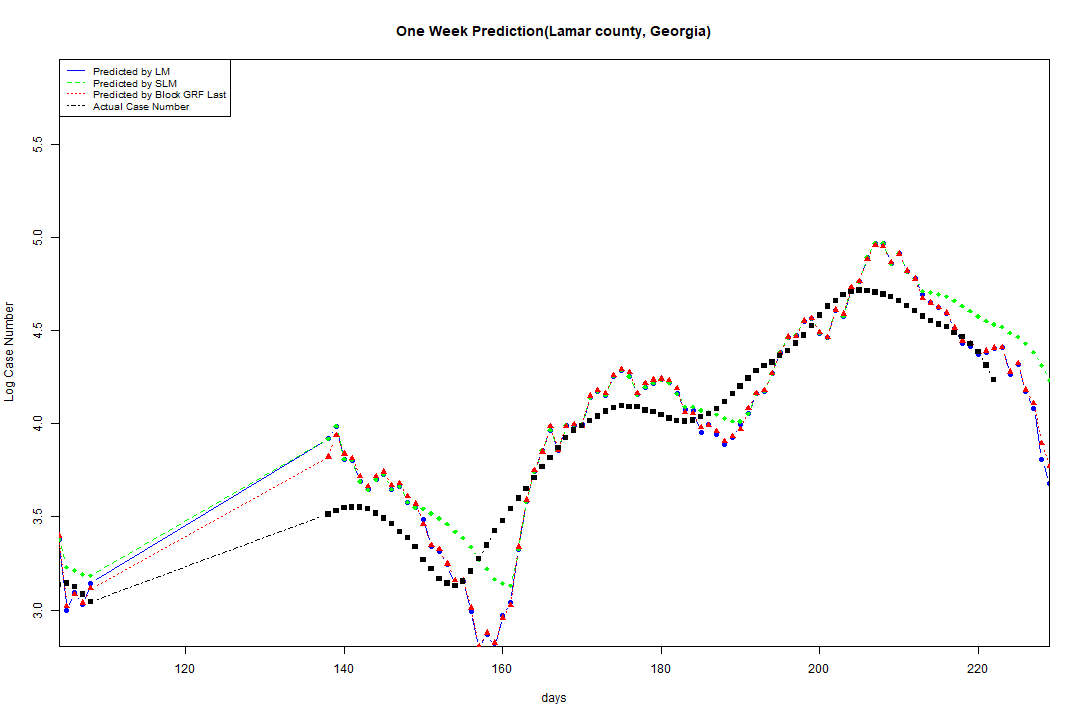 One Week Prediction(Lamar county, Georgia)
Predicted by LM
Predicted by SLM
Predicted by Block GRF Last
Actual Case Number
5.5
5.0
4.5
4.0
3.5
3.0
Log Case Number
120 140 160 180 200 220
days